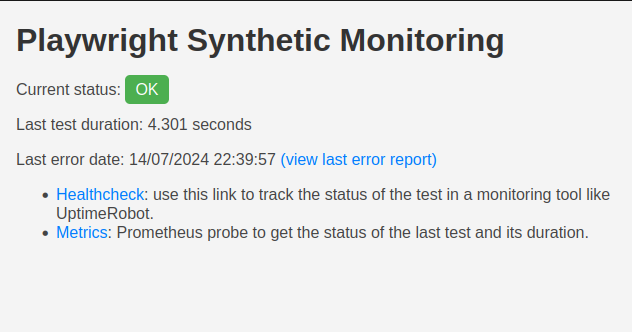 Playwright Synthetic Monitoring
Current status: OK
Last test duration: 4.301 seconds
Last error date: 14/07/2024 22:39:57 (view last error report)
• Healthcheck: use this link to track the status of the test in a monitoring tool like
UptimeRobot.
• Metrics: Prometheus probe to get the status of the last test and its duration.